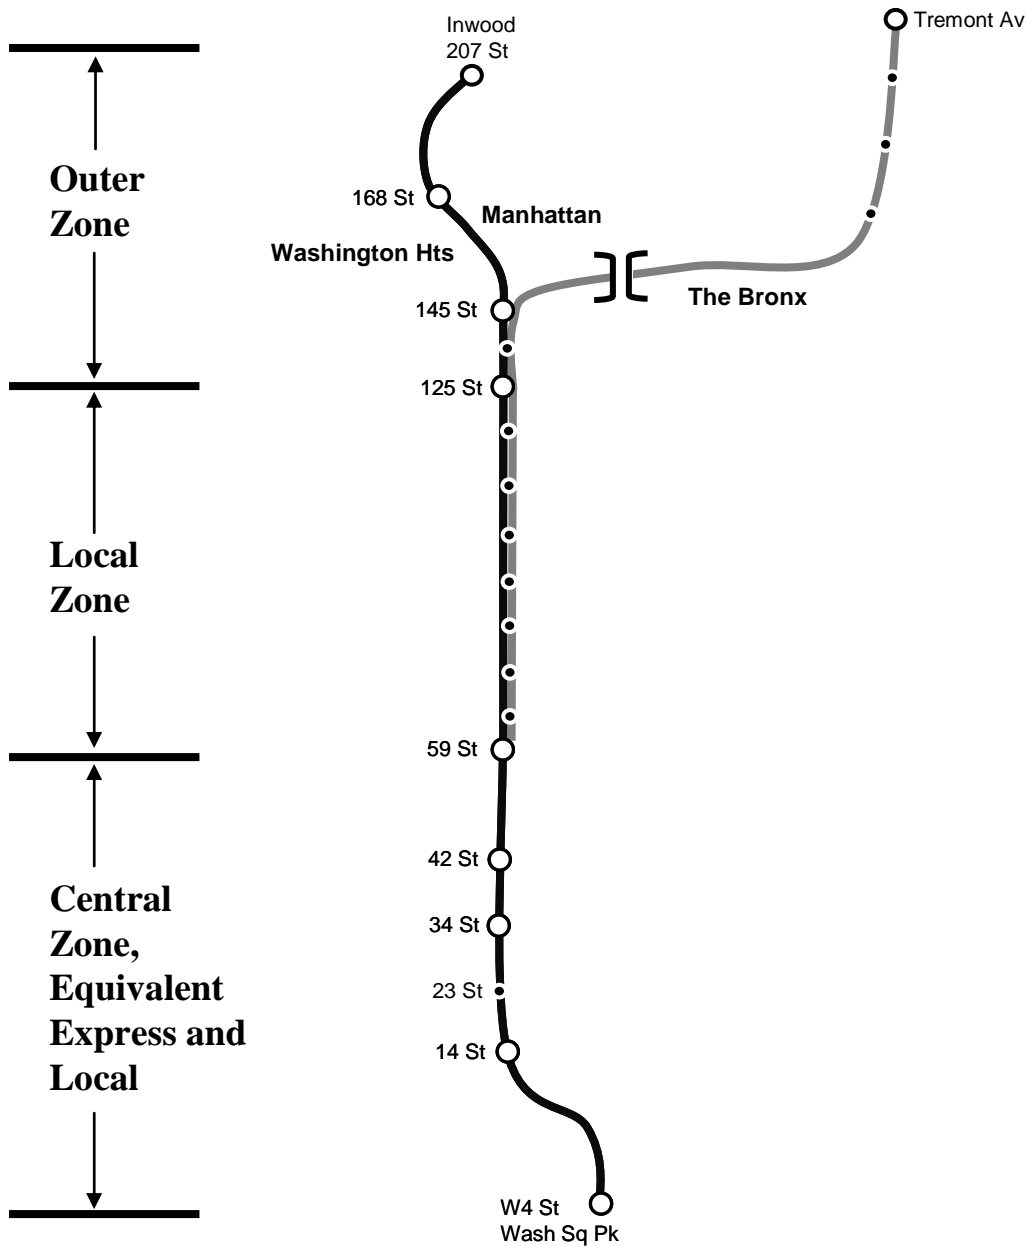 Inwood
207 St
Tremont Av
Outer
Zone
168 St
Manhattan
Washington Hts
The Bronx
145 St
125 St
Local
Zone
59 St
42 St
Central
Zone,
Equivalent
Express and
Local
34 St
23 St
14 St
W4 St
Wash Sq Pk